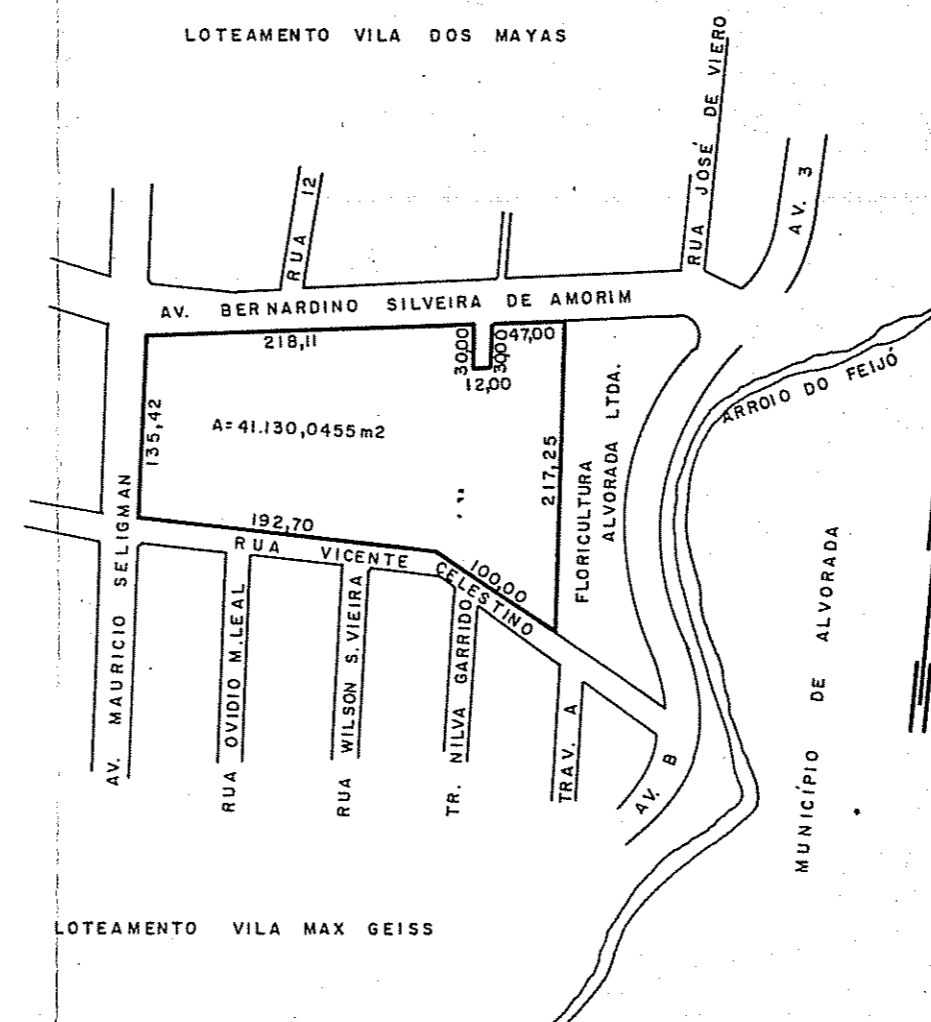 LOTEAMENTO VILA DOS MAYAS
RUA JOSÉ DE VIERO
AV. 3
RUA 12
AV. BERNARDINO SILVEIRA DE AMORIM
218,11
30,00
30,00
47,00
12,00
ARROIO DO FEIJÓ
135,42
A= 41.130,0455 m2
217,25
FLORICULTURA
ALVORADA LTDA.
192,70
RUA VICENTE CELESTINO
100,00
AV. MAURICIO SELIGMAN
RUA OVIDIO M.LEAL
RUA WILSON S. VIEIRA
TR. NILVA GARRIDO
TRAV. A
AV. B
MUNICÍPIO DE ALVORADA
LOTEAMENTO VILA MAX GEISS